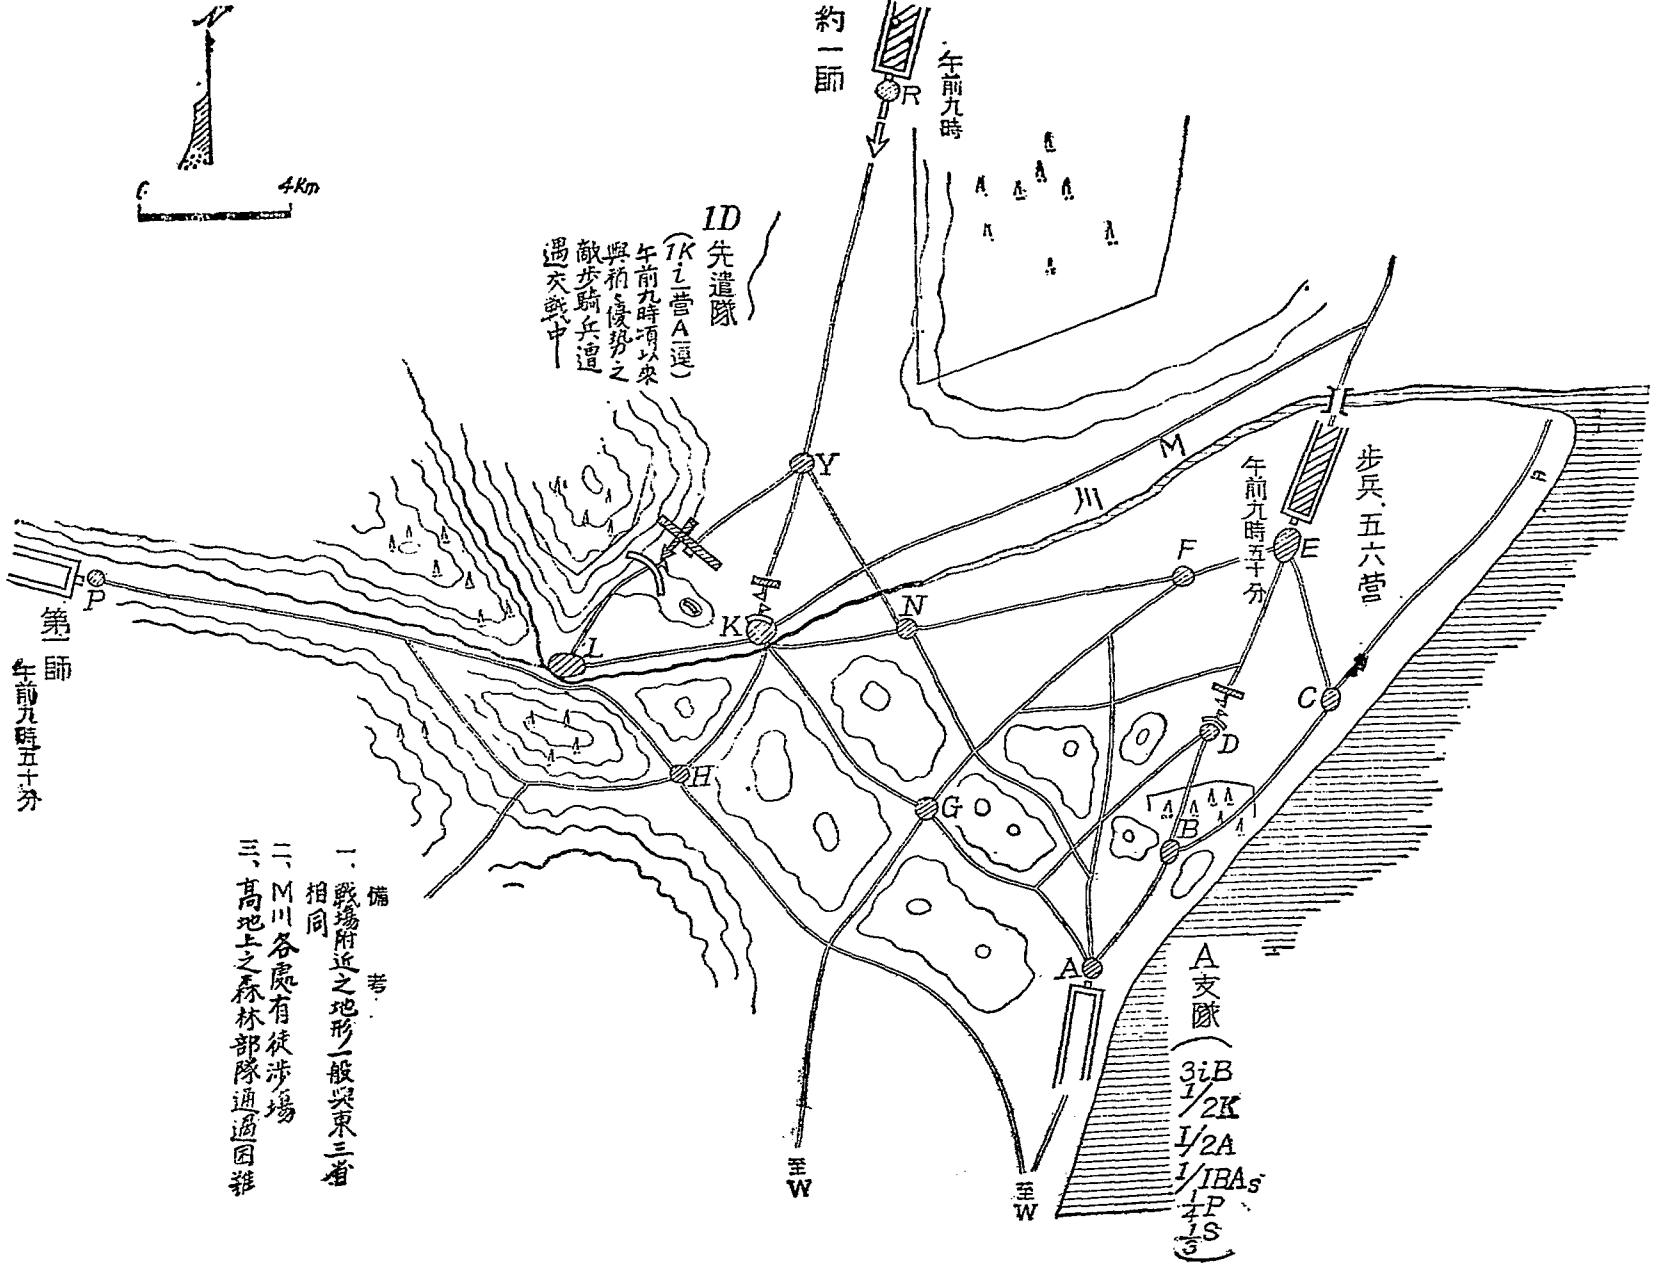 N
0 4Km
約一師
R
午前九時
1D
先遣隊
(1K i一營A一連)
午前九時頃以來
與稍優勢之
敵步騎兵遭
遇交戰中
Y
M
川
步兵、五六營
午前九時五十分
E
F
N
K
L
P
第一師
午前九時五十分
C
D
H
G
B
A
A支隊
3iB
1/2K
1/2A
1/1BAs
1/4P
1/3S
至W
至W
備考
一、戰場附近之地形一般與東三省
相同
二、M川各處有徒涉場
三、高地上之森林部隊通過困難